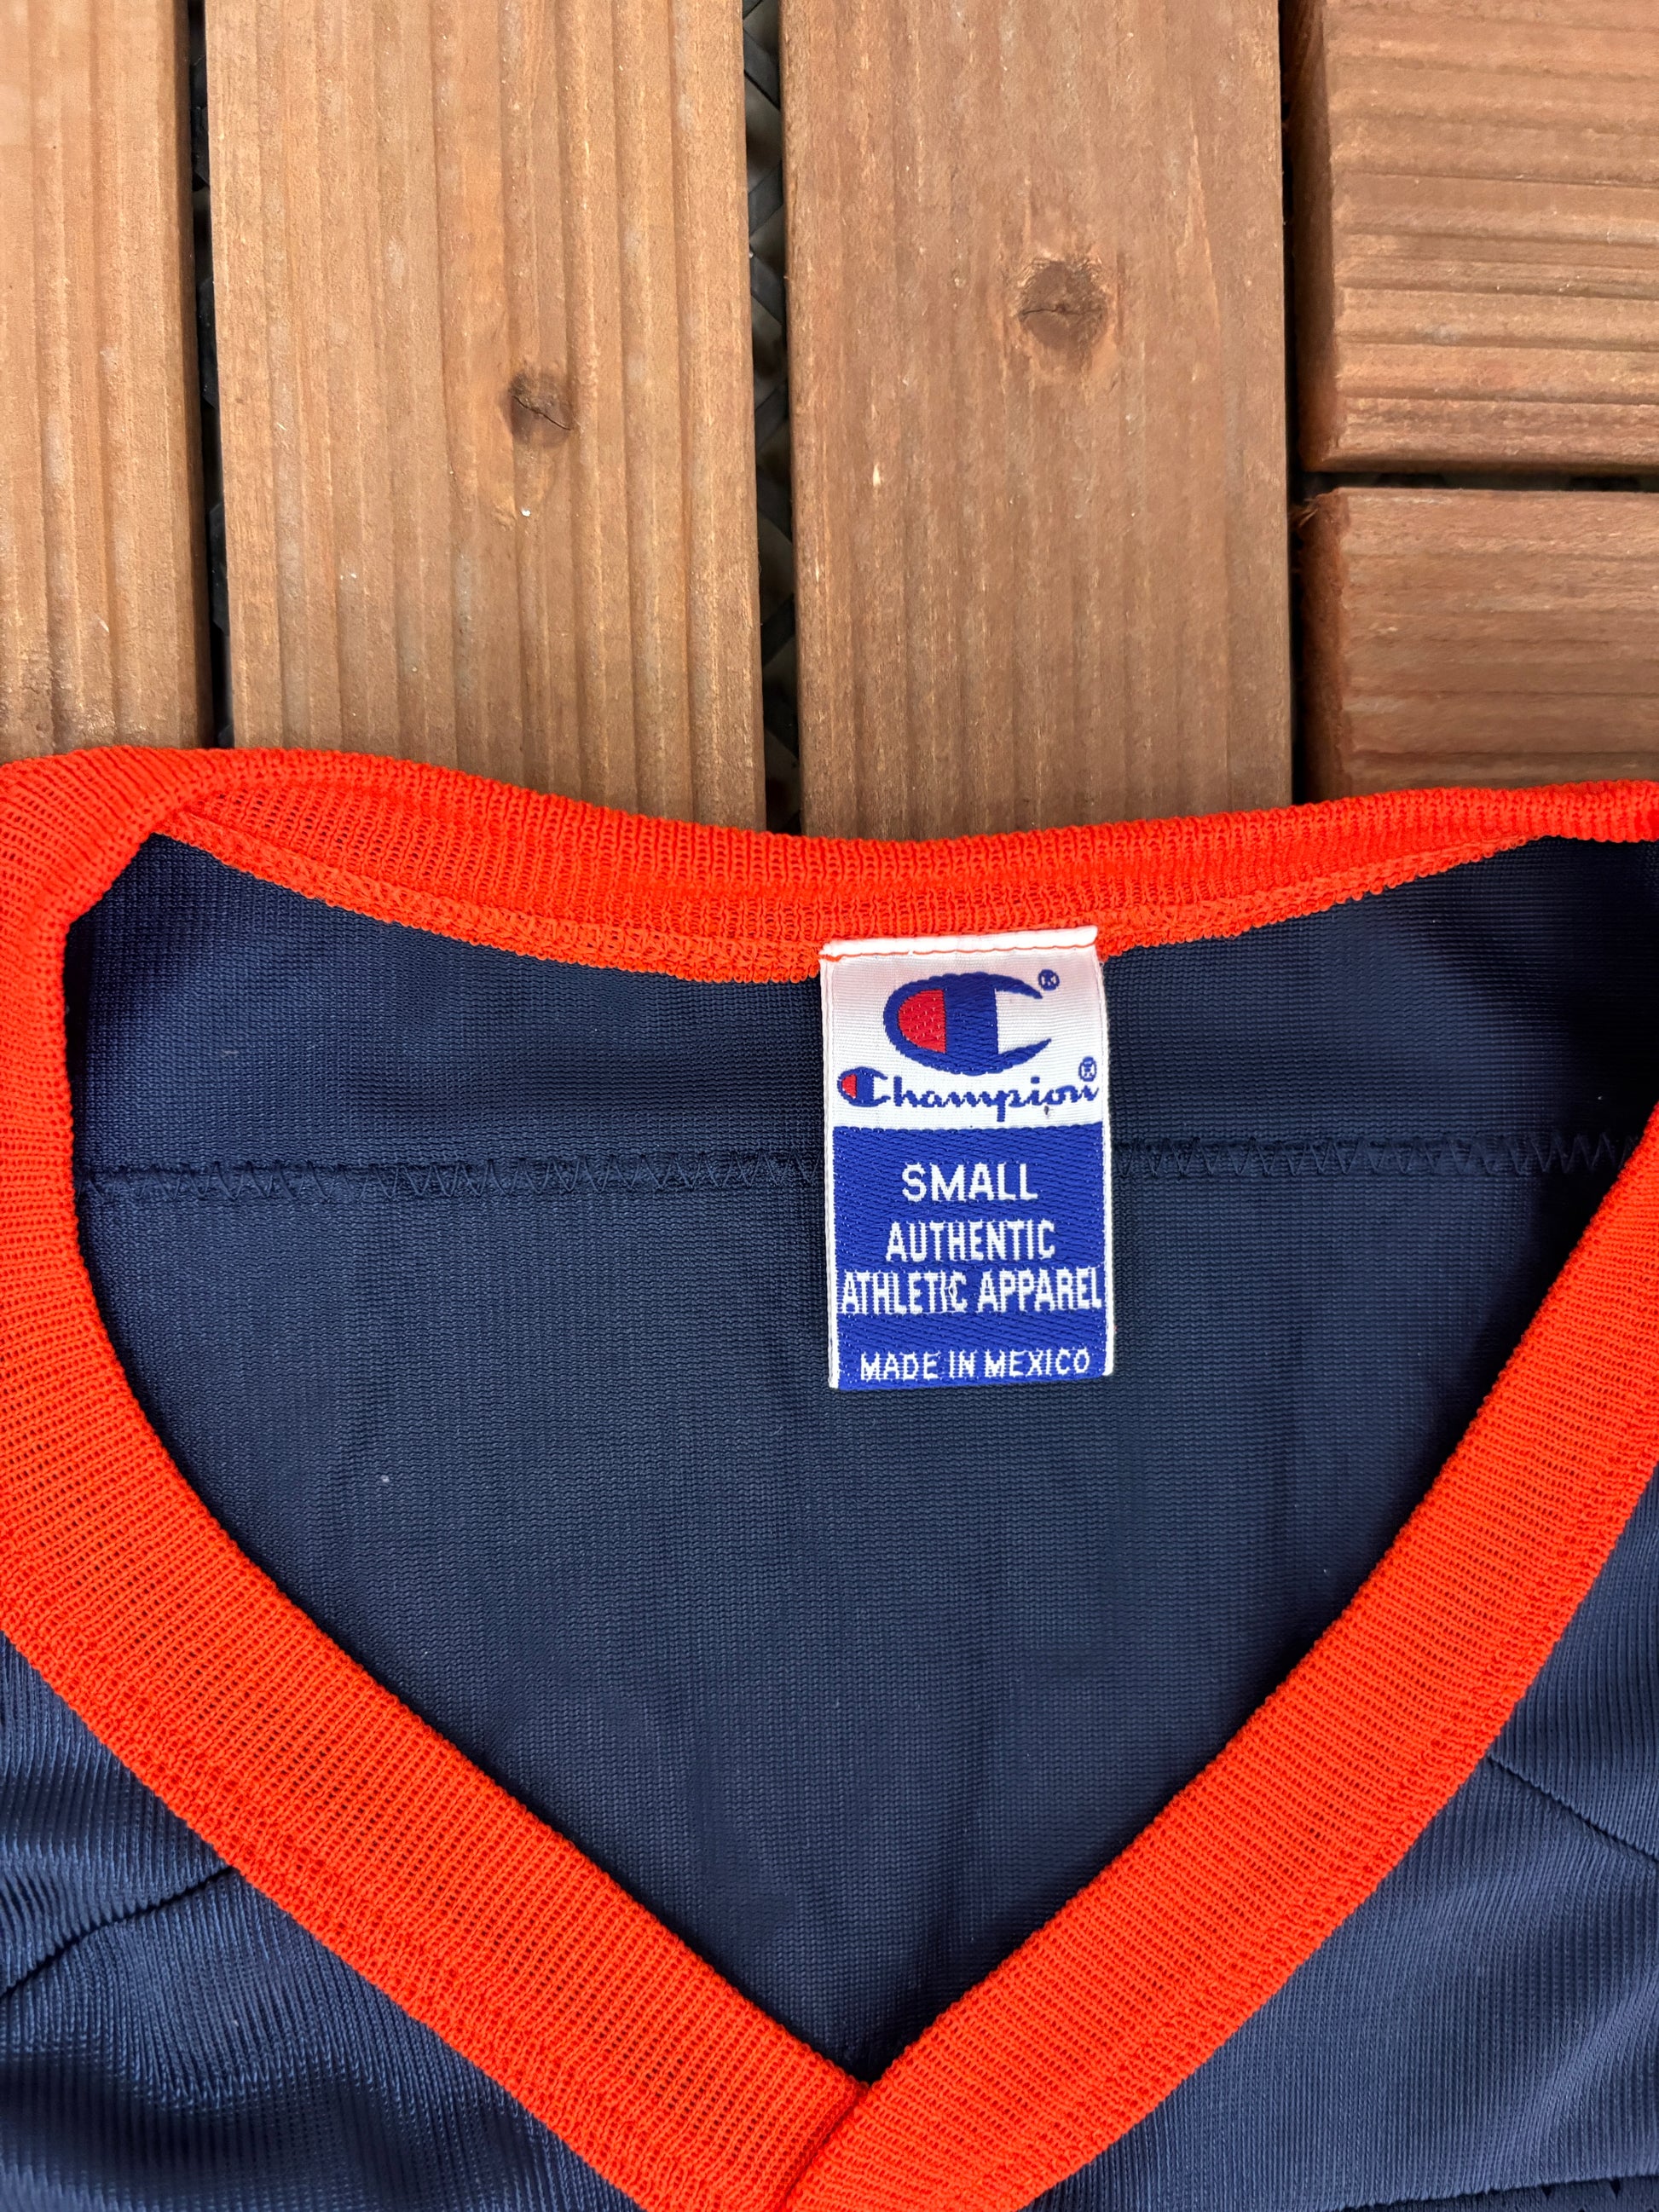 ®
Champion®
SMALL
AUTHENTIC
ATHLETIC APPAREL
MADE IN MEXICO